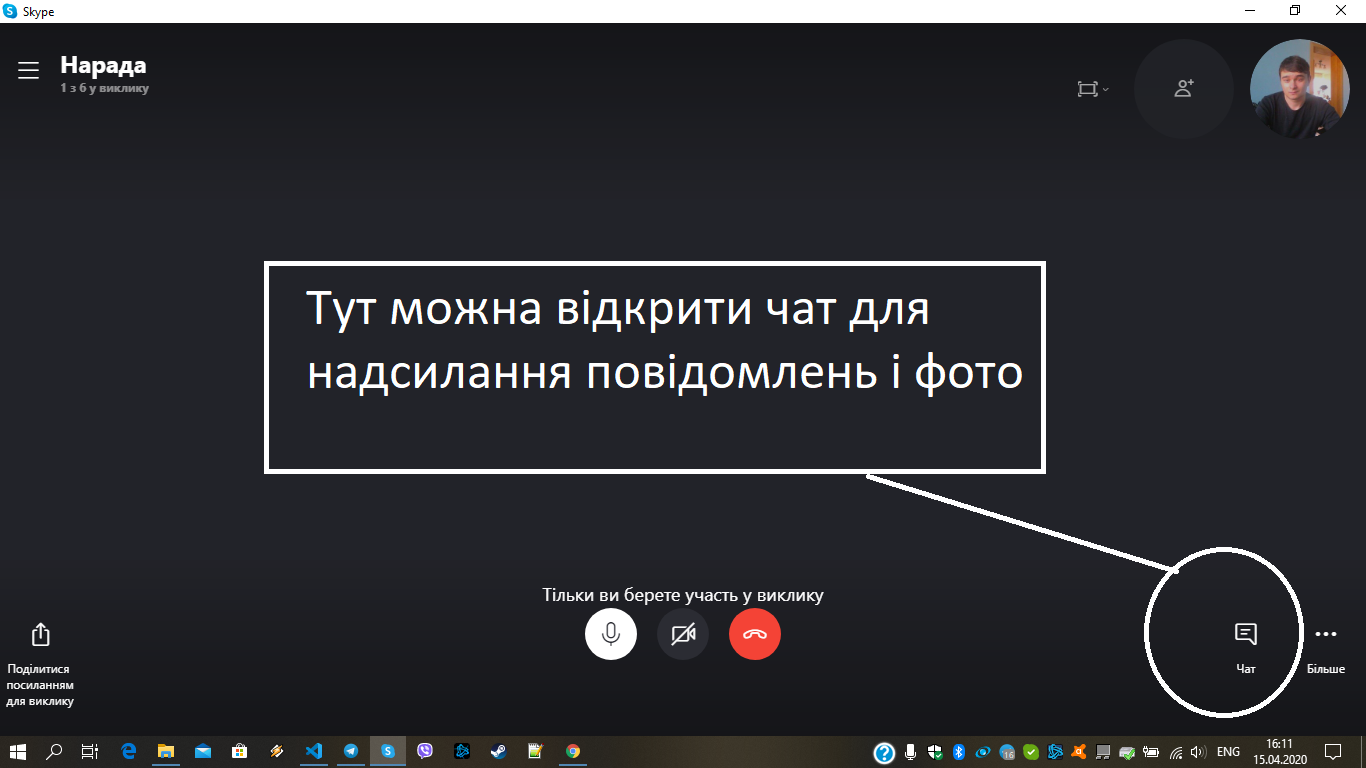 Skype
Нарада
1 з 6 у виклику
Тут можна відкрити чат для
надсилання повідомлень і фото
Тільки ви берете участь у виклику
Поділитися
посиланням
для виклику
Чат
Більше
ENG
16:11
15.04.2020